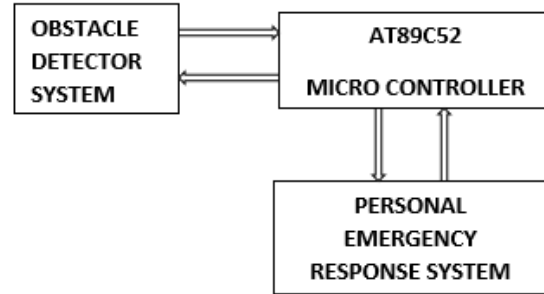 OBSTACLE
DETECTOR
SYSTEM
AT89C52
MICRO CONTROLLER
PERSONAL
EMERGENCY
RESPONSE SYSTEM